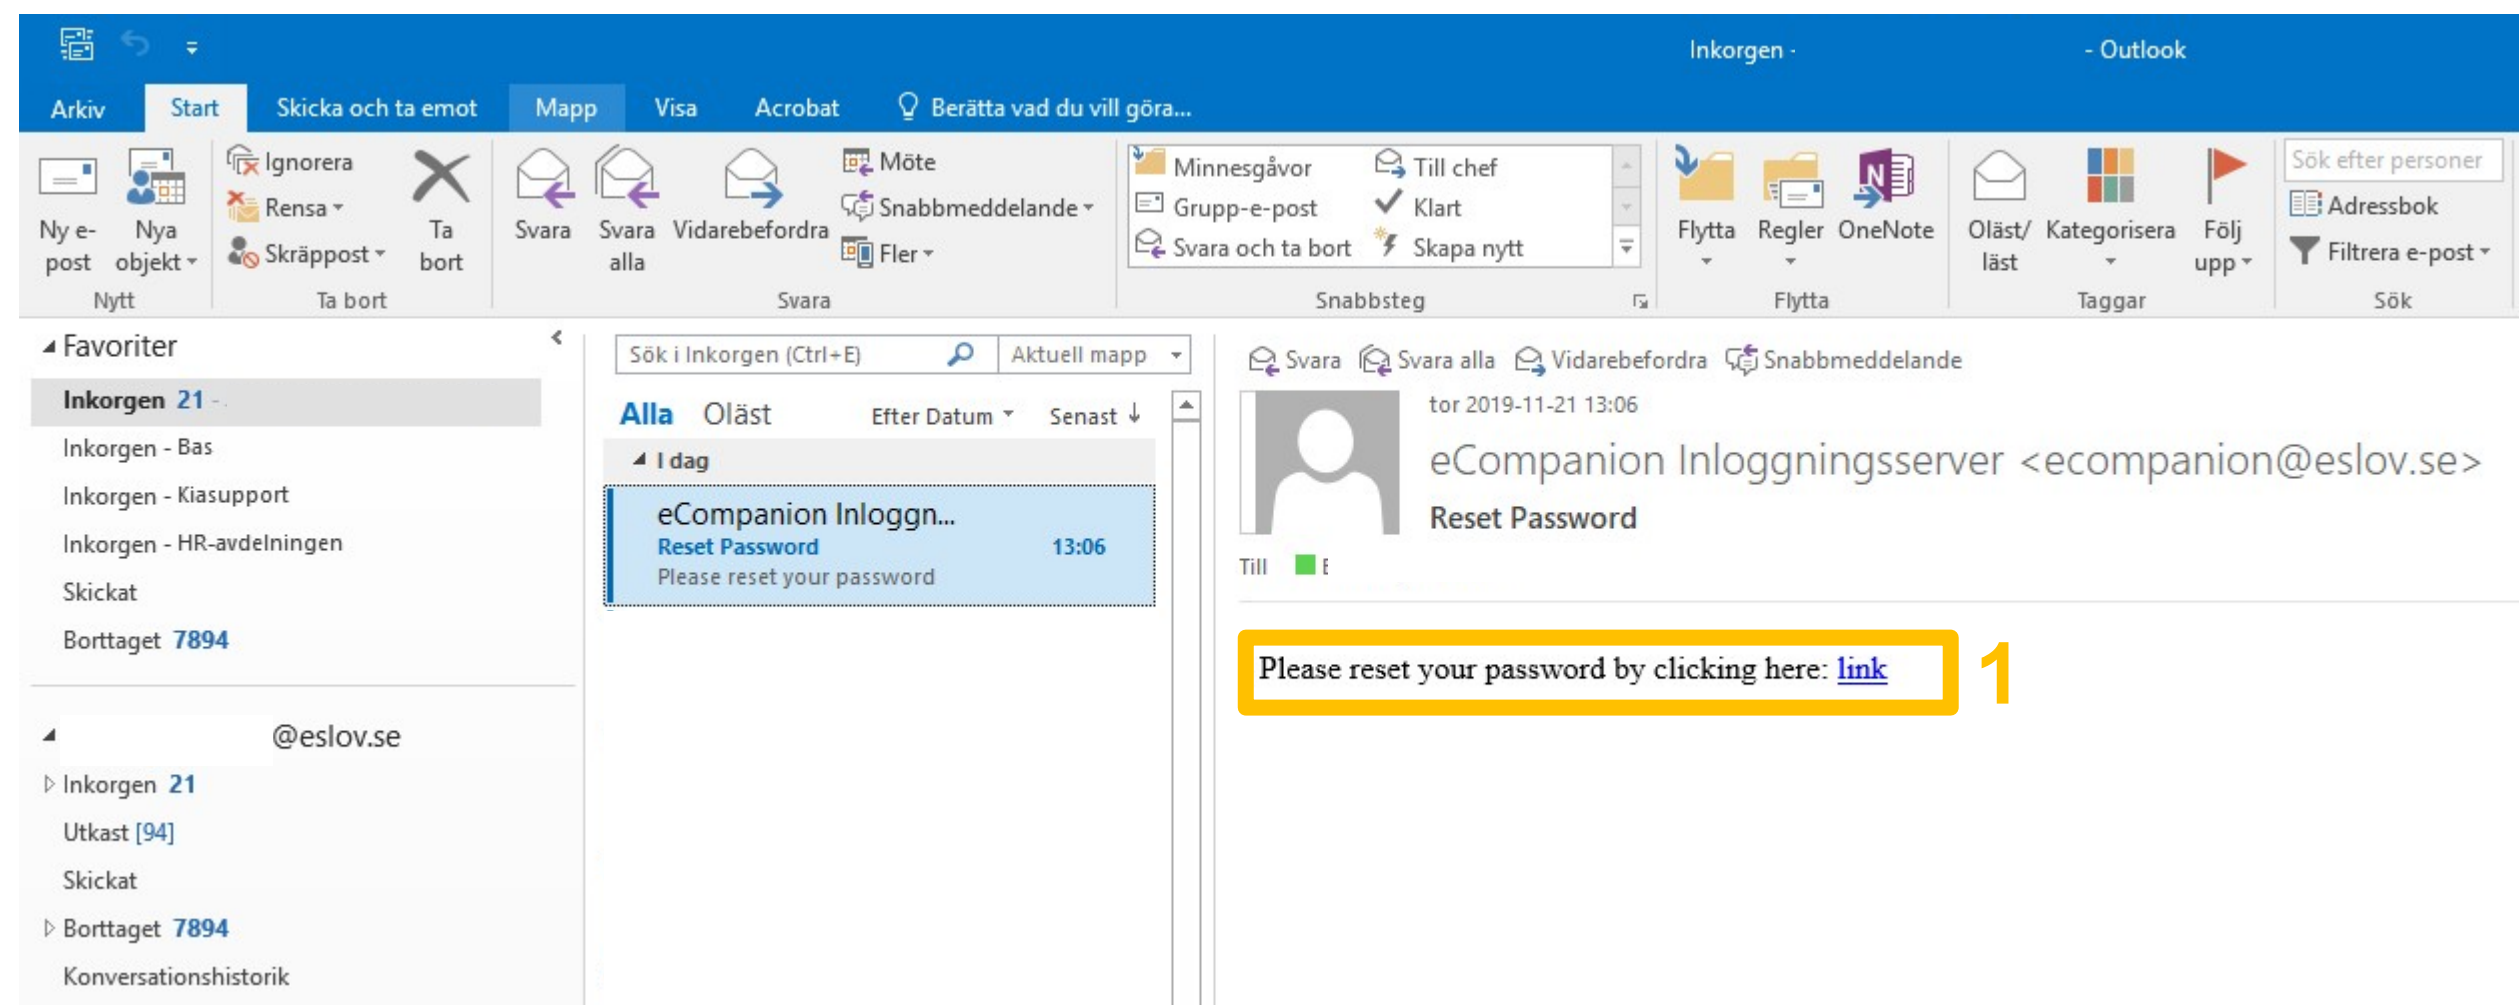 Inkorgen -  - Outlook
Arkiv Start Skicka och ta emot Mapp Visa Acrobat Berätta vad du vill göra...
Ny e-post
Nya objekt
Nytt
Ignorera
Rensa
Skräppost
Ta bort
Ta bort
Svara
Svara alla
Vidarebefordra
Möte
Snabbmeddelande
Fler
Svara
Minnesgåvor
Grupp-e-post
Svara och ta bort
Till chef
Klart
Skapa nytt
Snabbsteg
Flytta
Regler
OneNote
Flytta
Oläst/läst
Kategorisera
Följ upp
Taggar
Sök efter personer
Adressbok
Filtrera e-post
Sök
Favoriter
Inkorgen 21 -
Inkorgen - Bas
Inkorgen - Kiasupport
Inkorgen - HR-avdelningen
Skickat
Borttaget 7894
@eslov.se
Inkorgen 21
Utkast [94]
Skickat
Borttaget 7894
Konversationshistorik
Sök i Inkorgen (Ctrl+E) Aktuell mapp
Alla Oläst Efter Datum Senast
I dag
eCompanion Inloggn...
Reset Password 13:06
Please reset your password
Svara Svara alla Vidarebefordra Snabbmeddelande
tor 2019-11-21 13:06
eCompanion Inloggningsserver <ecompanion@eslov.se>
Reset Password
Till
Please reset your password by clicking here: link
1